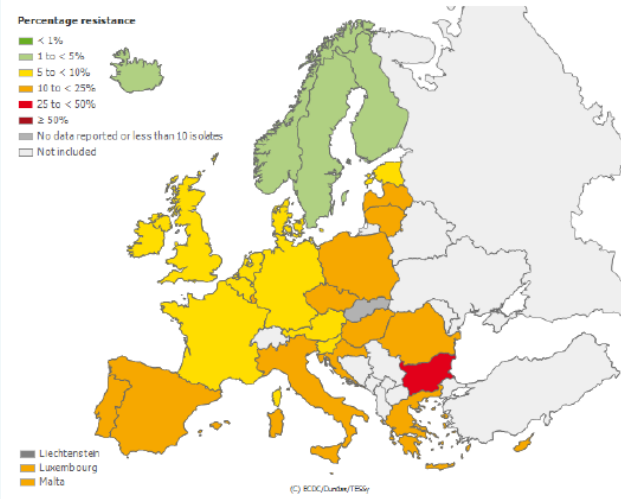 Percentage resistance
< 1%
1 to < 5%
5 to < 10%
10 to < 25%
25 to < 50%
≥ 50%
No data reported or less than 10 isolates
Not included
Liechtenstein
Luxembourg
Malta
(C) ECDC/Dundas/TESSy